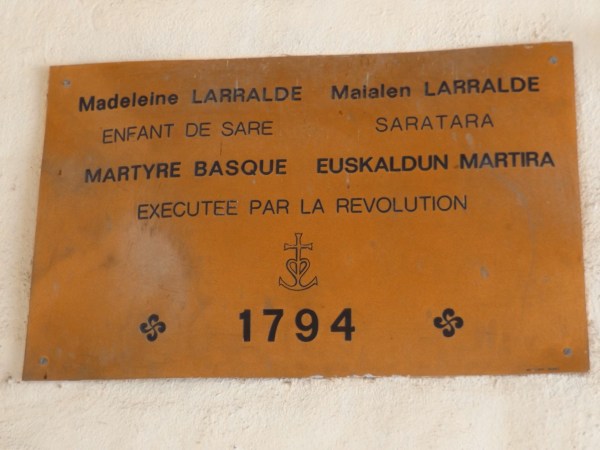 Madeleine LARRALDE Maialen LARRALDE
ENFANT DE SARE SARATARA
MARTYRE BASQUE EUSKALDUN MARTIRA
EXECUTEE PAR LA REVOLUTION
1794